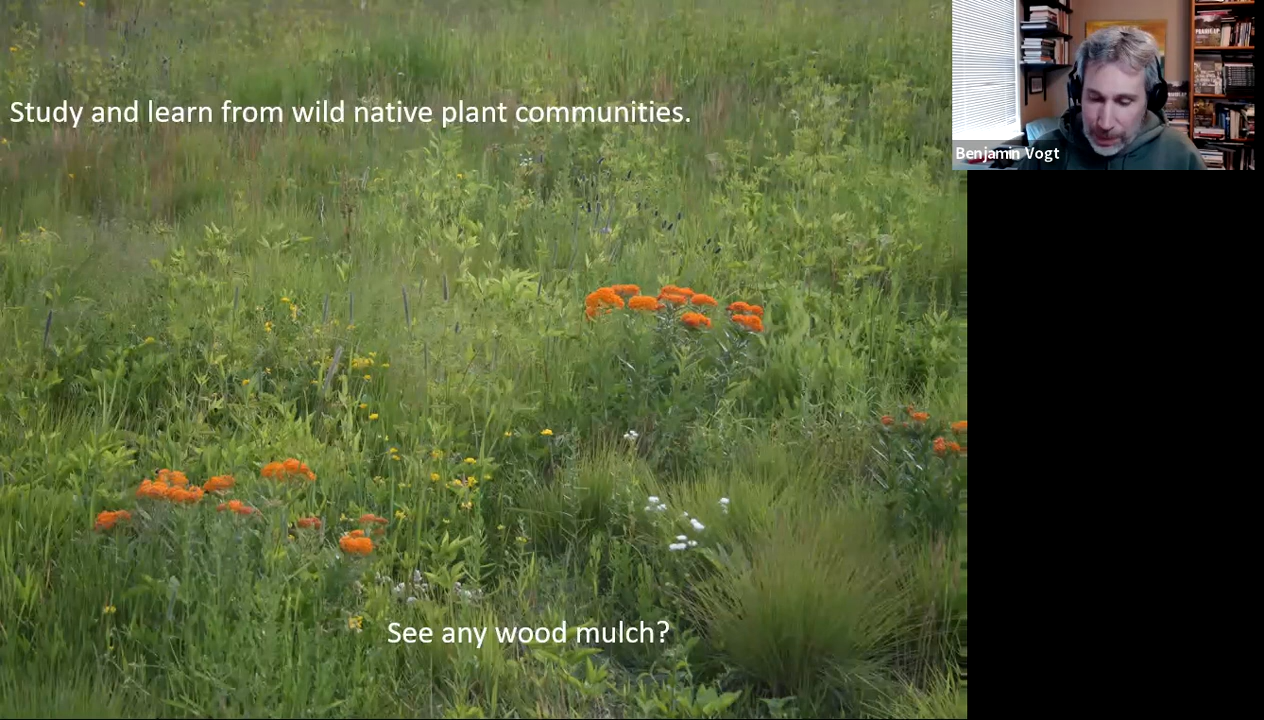 Study and learn from wild native plant communities.
Benjamin Vogt
See any wood mulch?